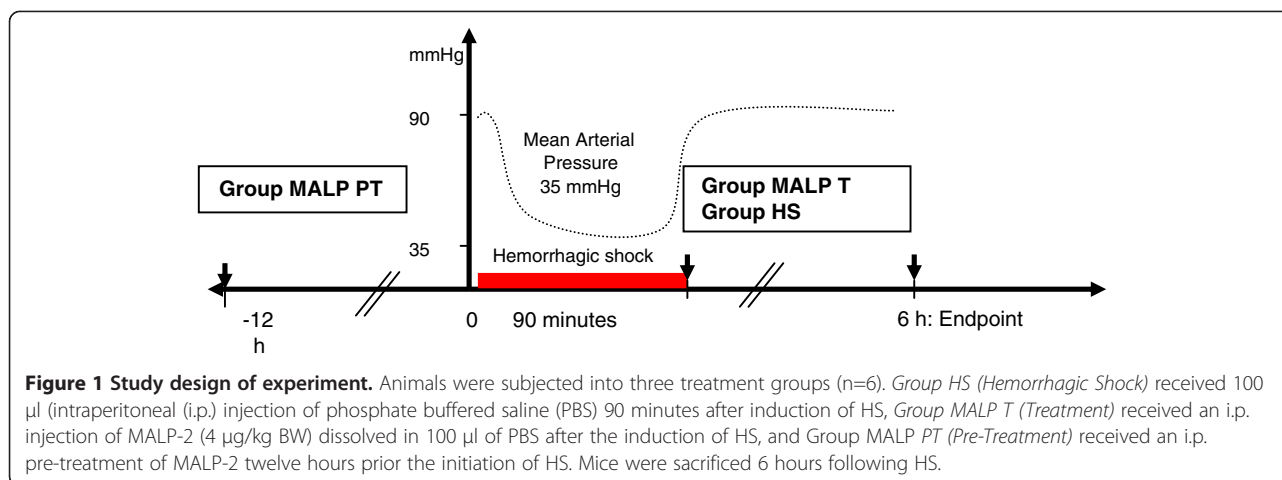 mmHg
90
Mean Arterial
Pressure
35 mmHg
Group MALP PT
Group MALP T
Group HS
35
Hemorrhagic shock
-12
h
0
90 minutes
6 h: Endpoint
Figure 1 Study design of experiment. Animals were subjected into three treatment groups (n=6). Group HS (Hemorrhagic Shock) received 100
µl (intraperitoneal (i.p.) injection of phosphate buffered saline (PBS) 90 minutes after induction of HS, Group MALP T (Treatment) received an i.p.
injection of MALP-2 (4 µg/kg BW) dissolved in 100 µl of PBS after the induction of HS, and Group MALP PT (Pre-Treatment) received an i.p.
pre-treatment of MALP-2 twelve hours prior the initiation of HS. Mice were sacrificed 6 hours following HS.